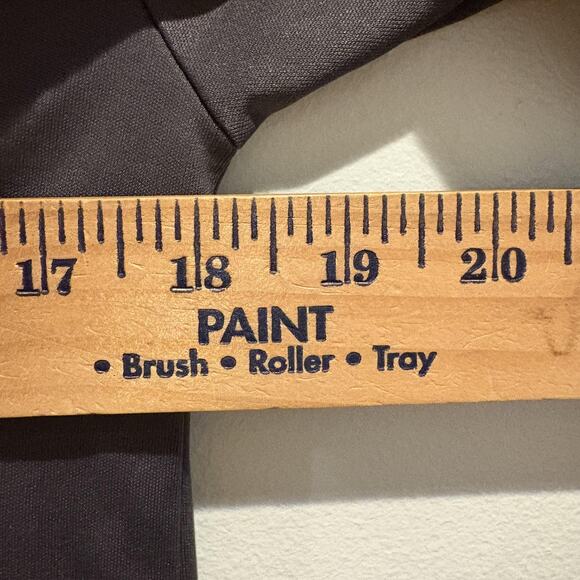 17 18 19 20
PAINT
• Brush • Roller • Tray